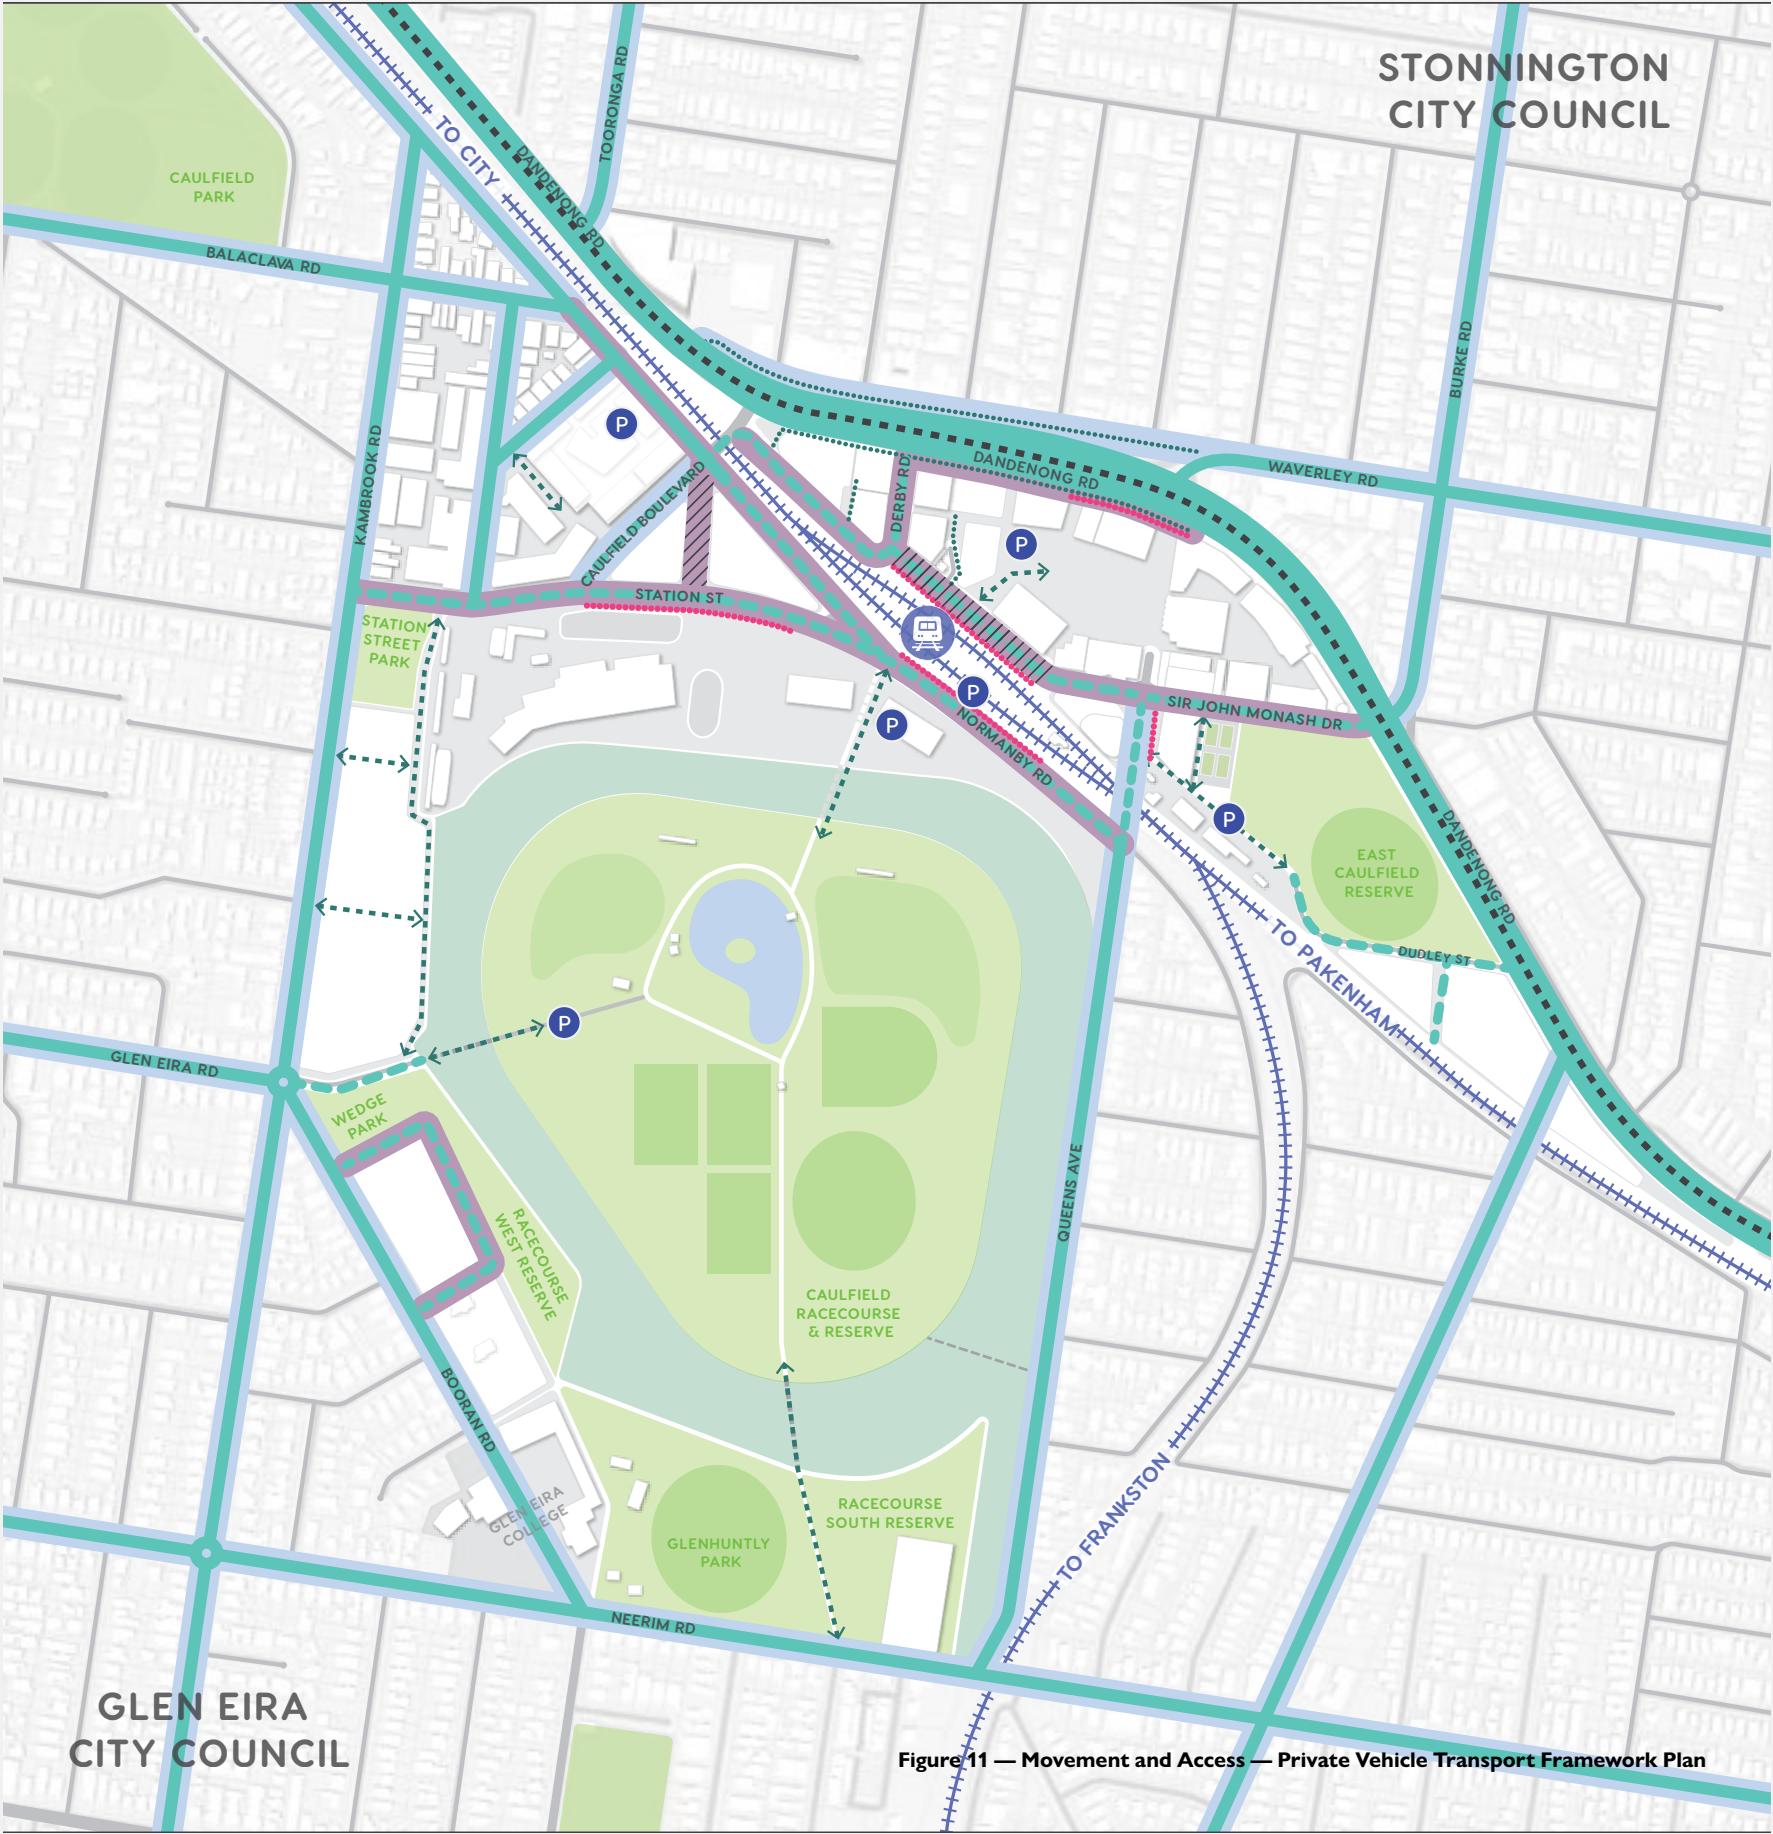 STONNINGTON
CITY COUNCIL
TOORONGA RD
TO CITY
DANDENONG RD
CAULFIELD
PARK
BALACLAVA RD
BURKE RD
P
KAMBROOK RD
CAULFIELD BOULEVARD
DERBY RD
DANDENONG RD
WAVERLEY RD
P
STATION ST
STATION
STREET
PARK
P
P
NORMANBY RD
SIR JOHN MONASH DR
P
DANDENONG RD
EAST
CAULFIELD
RESERVE
DUDLEY ST
TO PAKENHAM
P
GLEN EIRA RD
WEDGE
PARK
RACECOURSE
WEST RESERVE
QUEENS AVE
CAULFIELD
RACECOURSE
& RESERVE
BOORAN RD
GLEN EIRA
COLLEGE
TO FRANKSTON
RACECOURSE
SOUTH RESERVE
GLENHUNTLY
PARK
NEERIM RD
GLEN EIRA
CITY COUNCIL
Figure 11 — Movement and Access — Private Vehicle Transport Framework Plan